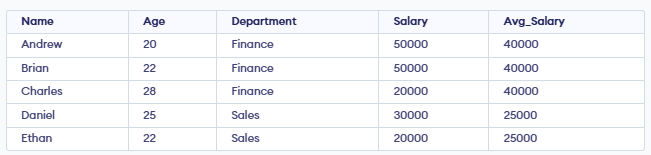 Name Age Department Salary Avg_Salary
Andrew 20 Finance 50000 40000
Brian 22 Finance 50000 40000
Charles 28 Finance 20000 40000
Daniel 25 Sales 30000 25000
Ethan 22 Sales 20000 25000